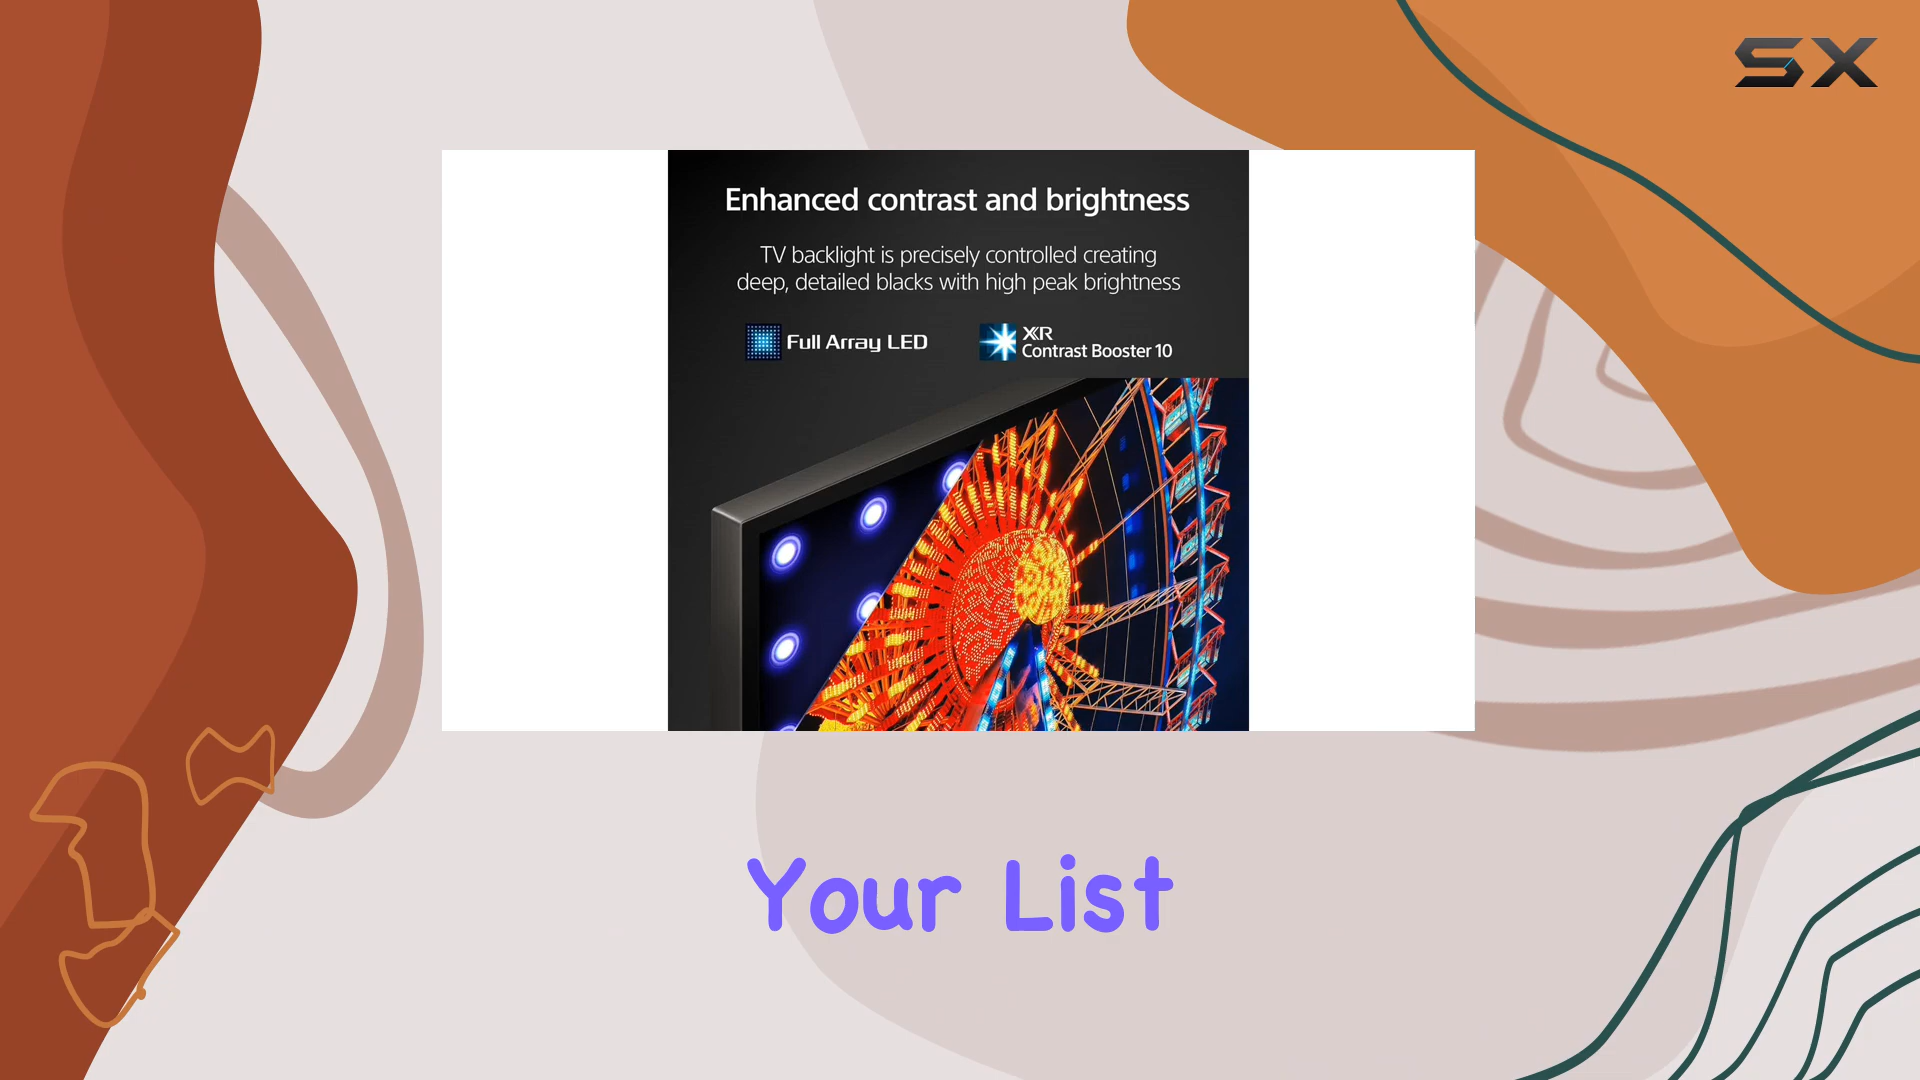 SX
Enhanced contrast and brightness
TV backlight is precisely controlled creating
deep, detailed blacks with high peak brightness
Full Array LED
XR
Contrast Booster 10
Your List